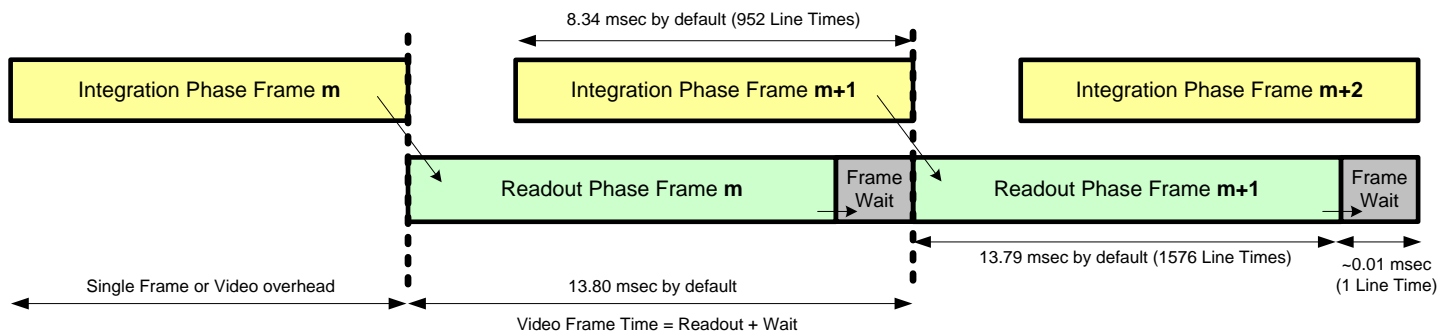 8.34 msec by default (952 Line Times)
Integration Phase Frame m
Integration Phase Frame m+1
Integration Phase Frame m+2
Readout Phase Frame m
Frame
Wait
Readout Phase Frame m+1
Frame
Wait
Single Frame or Video overhead
13.80 msec by default
Video Frame Time = Readout + Wait
13.79 msec by default (1576 Line Times)
~0.01 msec
(1 Line Time)